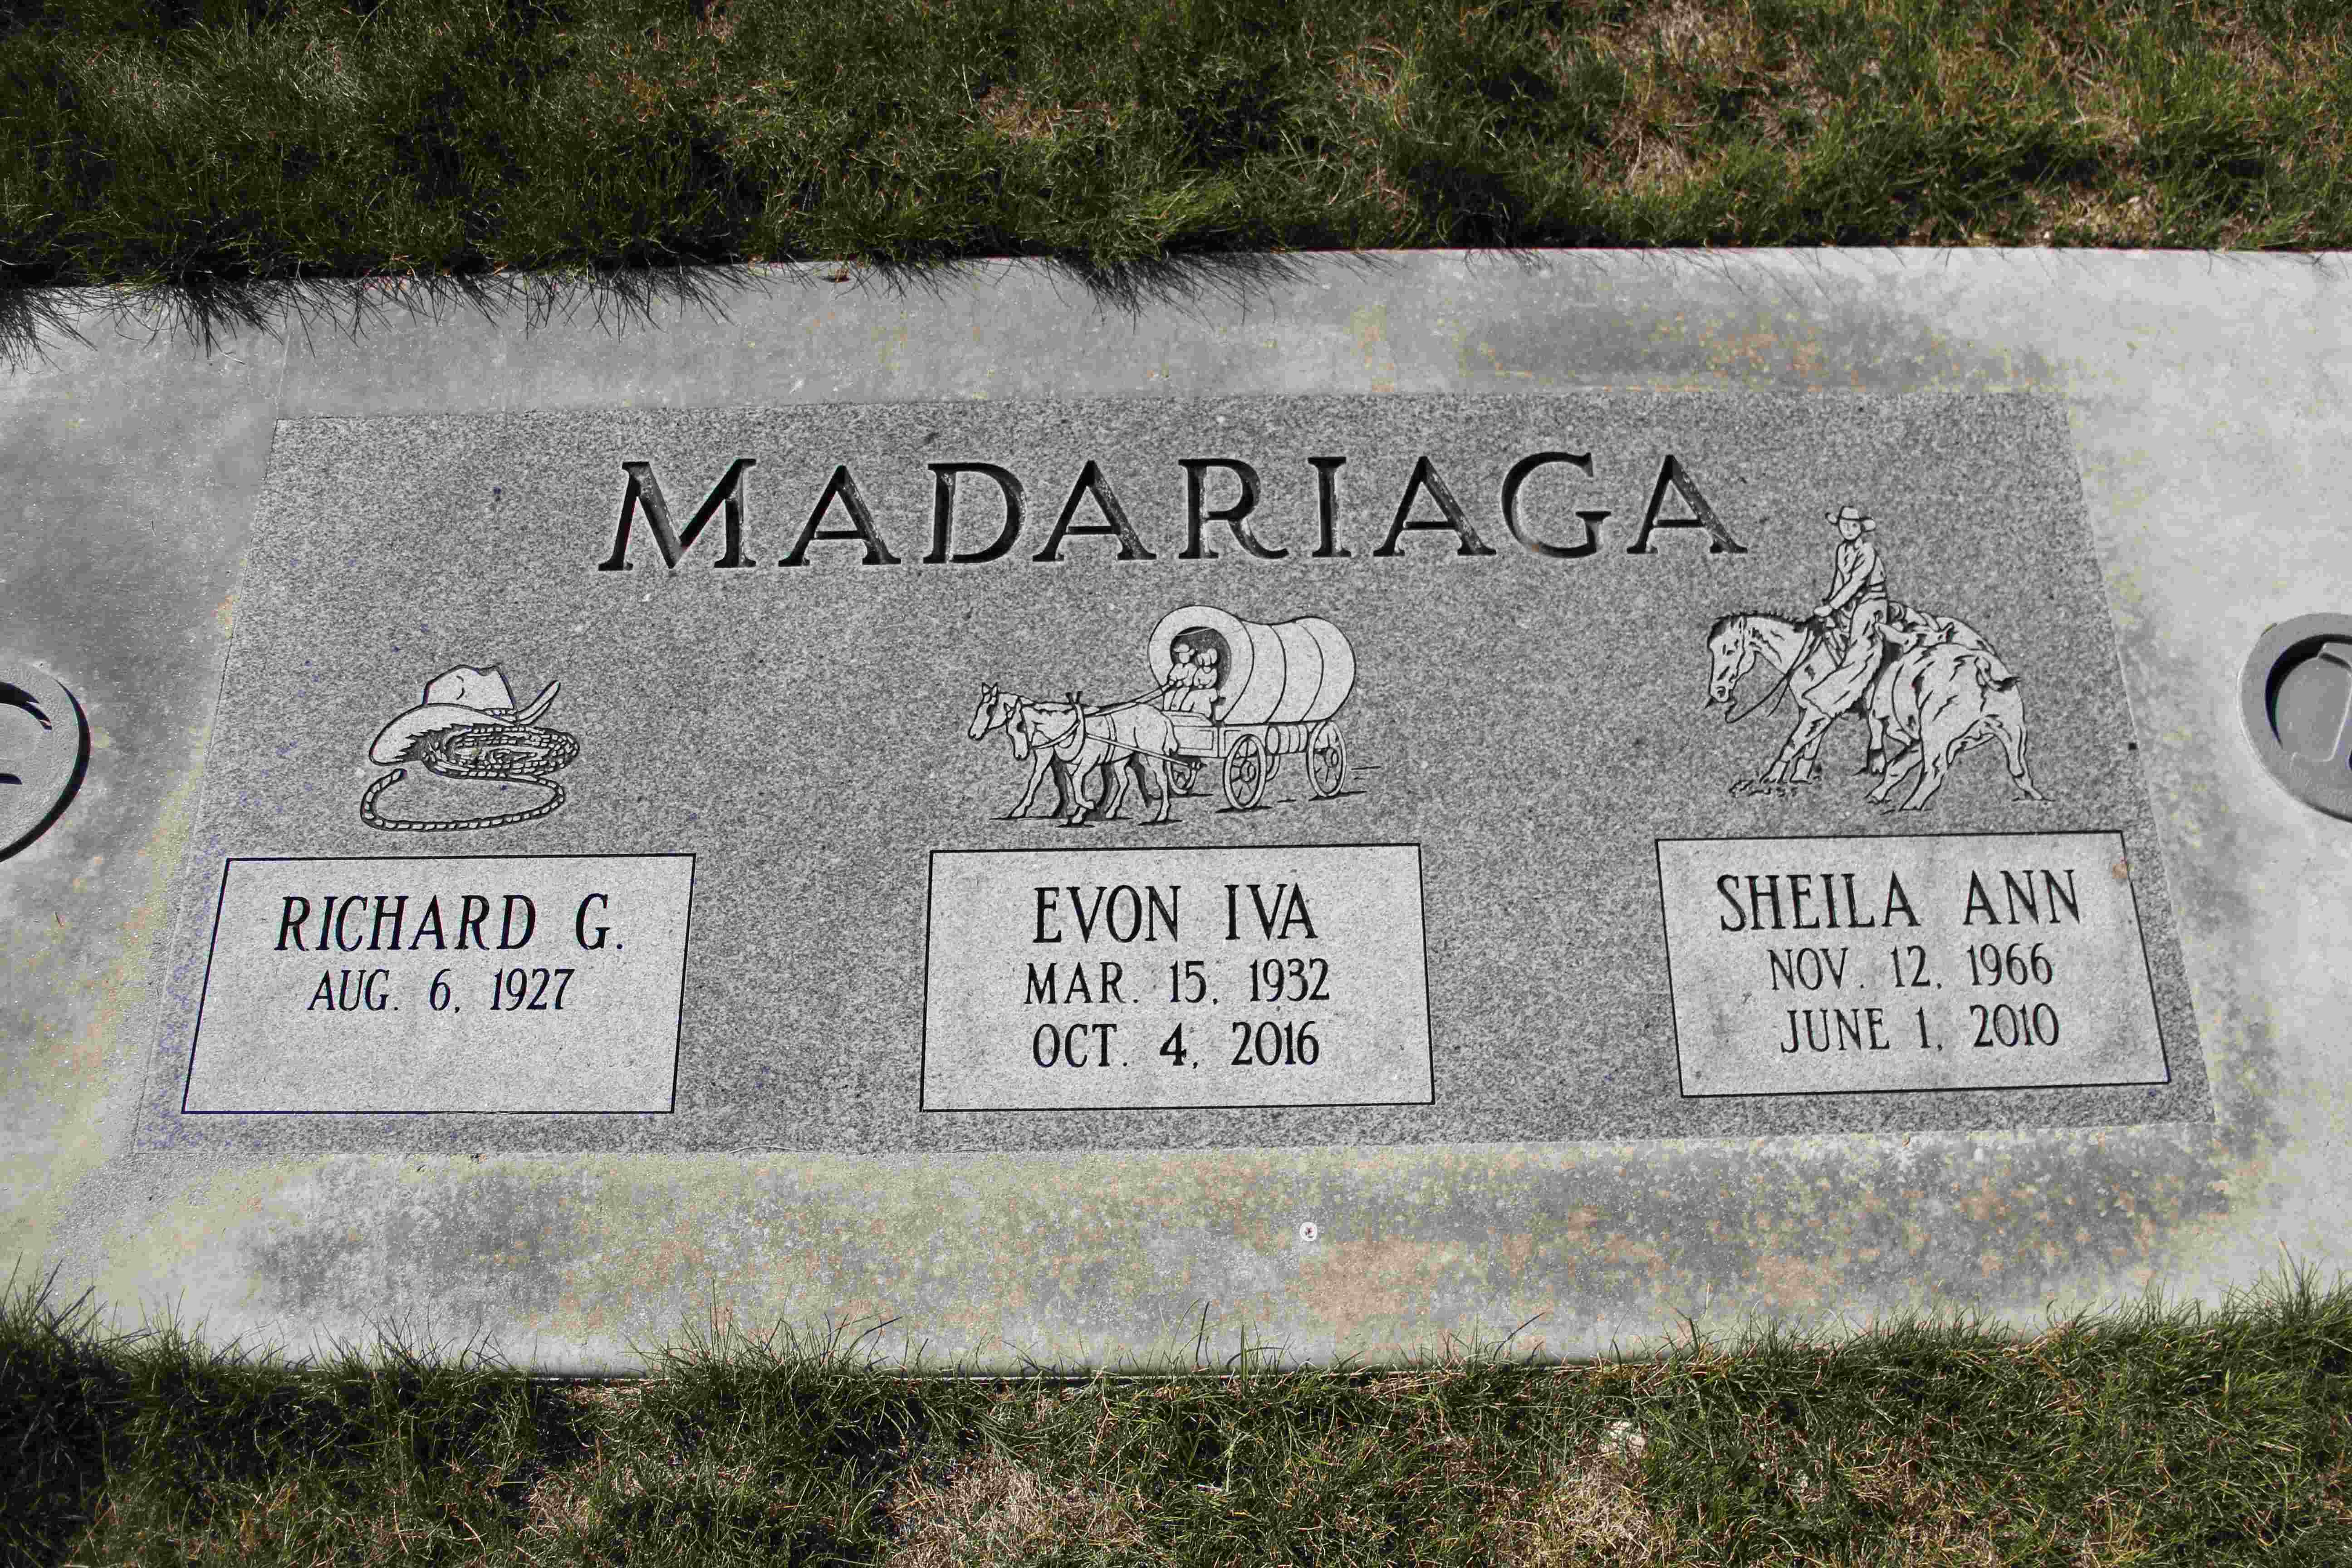 MADARIAGA
RICHARD G.
AUG. 6, 1927
EVON IVA
MAR. 15, 1932
OCT. 4, 2016
SHEILA ANN
NOV. 12, 1966
JUNE 1, 2010